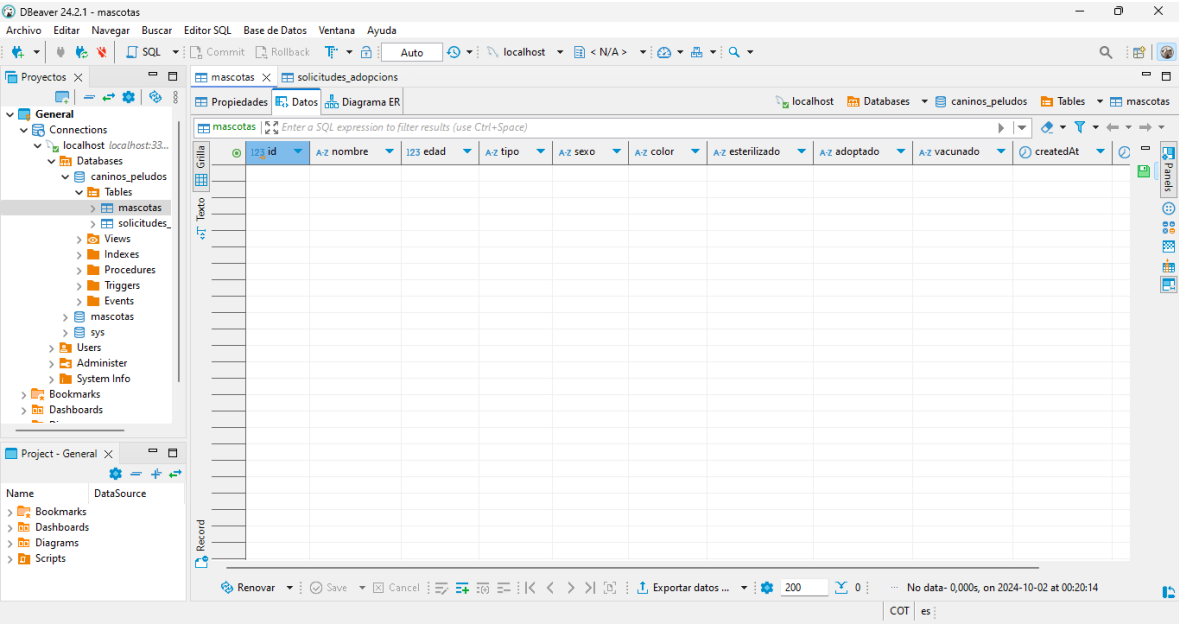 DBeaver 24.2.1 - mascotas
Archivo Editar Navegar Buscar Editor SQL Base de Datos Ventana Ayuda
SQL Commit Rollback Auto localhost < N/A >
Proyectos
mascotas solicitudes_adopcions
Propiedades Datos Diagrama ER localhost Databases caninos_peludos Tables mascotas
mascotas Enter a SQL expression to filter results (use Ctrl+Space)
123 id A-Z nombre 123 edad A-Z tipo A-Z sexo A-Z color A-Z esterilizado A-Z adoptado A-Z vacunado createdAt
Grilla
Texto
Record
Panels
General
Connections
localhost localhost:33...
Databases
caninos_peludos
Tables
mascotas
solicitudes_
Views
Indexes
Procedures
Triggers
Events
mascotas
sys
Users
Administer
System Info
Bookmarks
Dashboards
Project - General
Name DataSource
Bookmarks
Dashboards
Diagrams
Scripts
Renovar Save Cancel Exportar datos ... 200 0 ... No data- 0,000s, on 2024-10-02 at 00:20:14
COT es